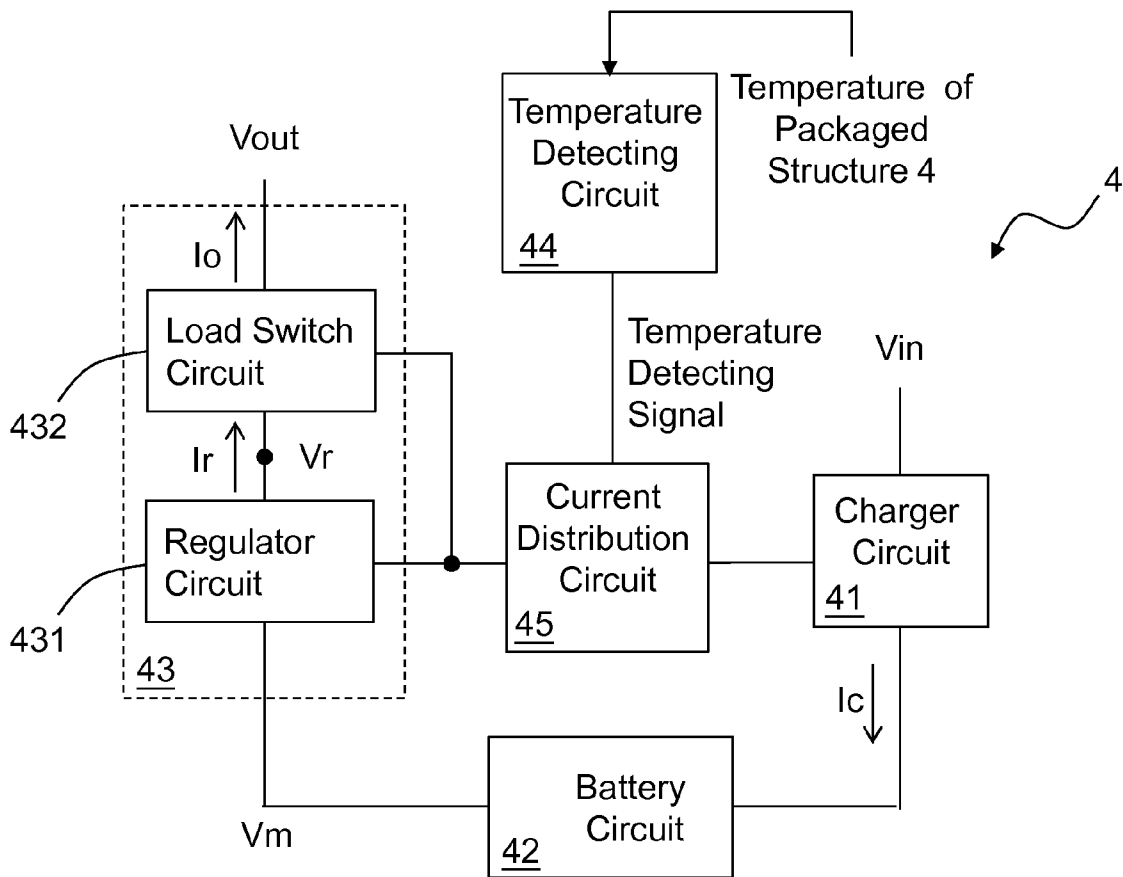 Temperature
Detecting
Circuit
44
Temperature of
Packaged
Structure 4
4
Vout
Io
Load Switch
Circuit
432
Ir
Vr
Regulator
Circuit
431
43
Temperature
Detecting
Signal
Vin
Current
Distribution
Circuit
45
Charger
Circuit
41
Ic
Vm
Battery
Circuit
42